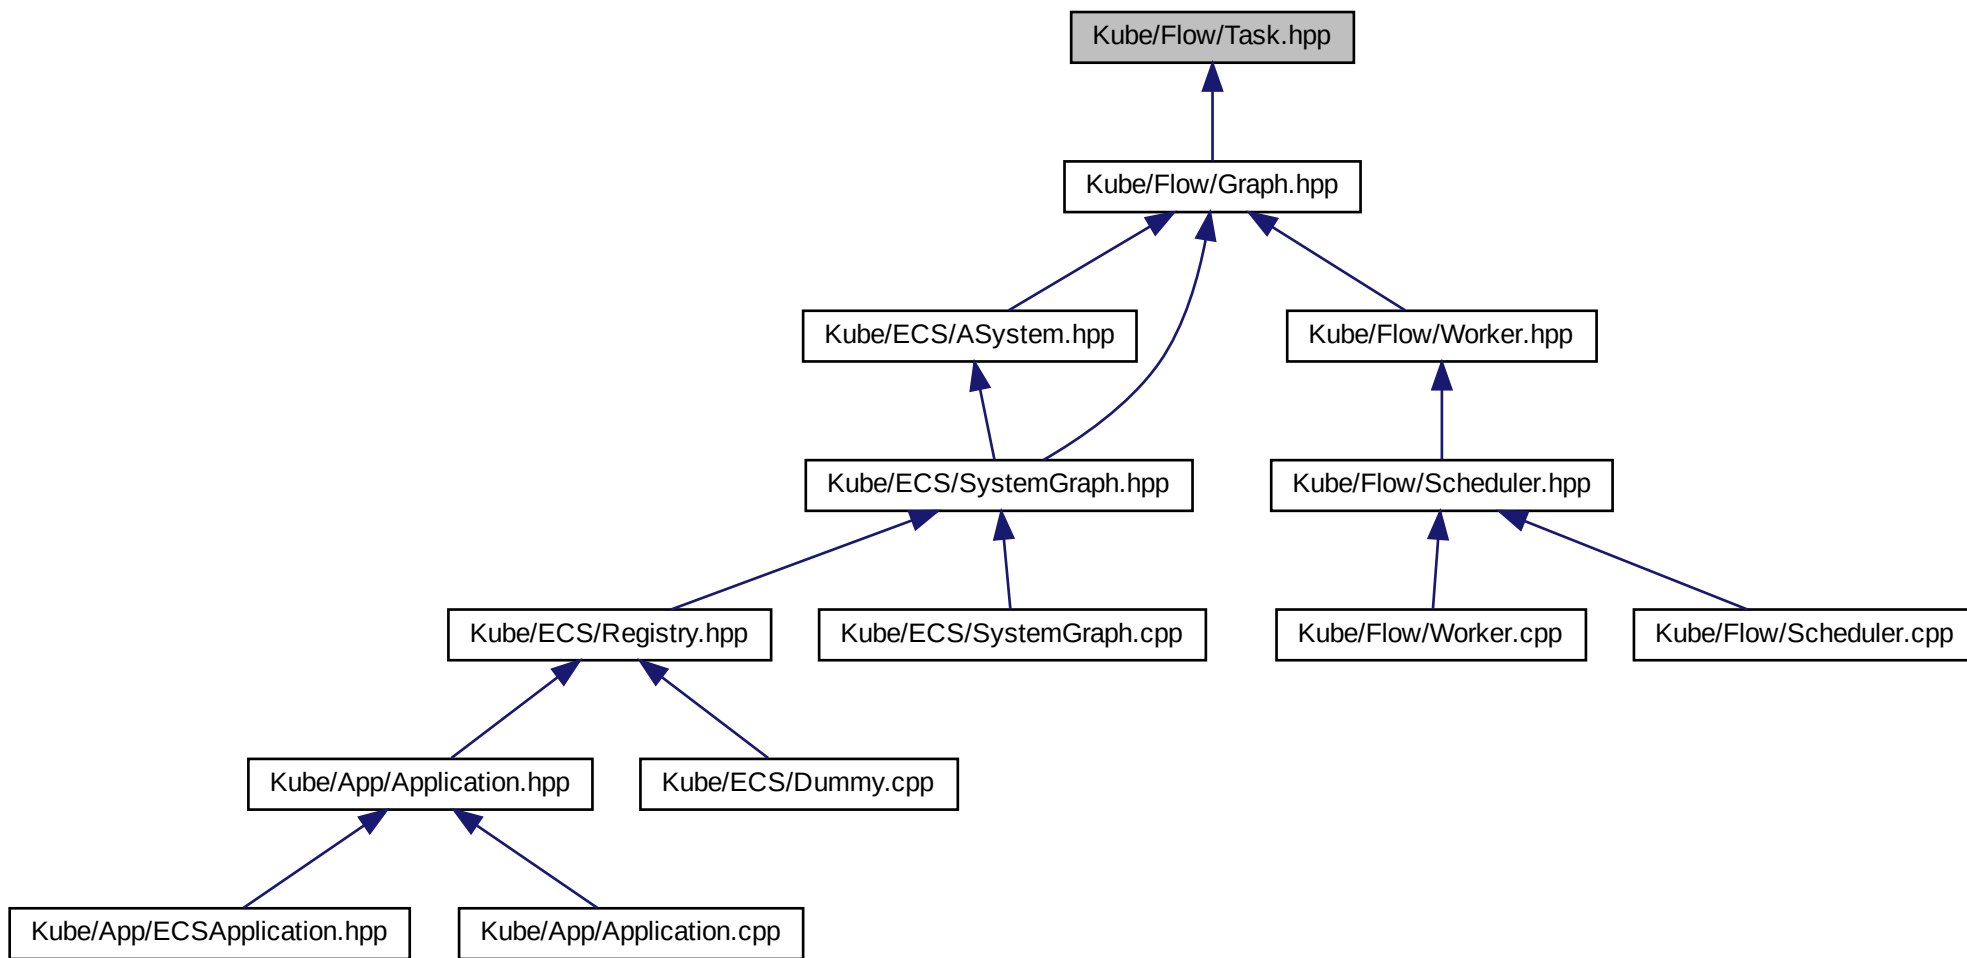 Kube/Flow/Task.hpp
Kube/Flow/Graph.hpp
Kube/ECS/ASystem.hpp
Kube/Flow/Worker.hpp
Kube/ECS/SystemGraph.hpp
Kube/Flow/Scheduler.hpp
Kube/ECS/Registry.hpp
Kube/ECS/SystemGraph.cpp
Kube/Flow/Worker.cpp
Kube/Flow/Scheduler.cpp
Kube/App/Application.hpp
Kube/ECS/Dummy.cpp
Kube/App/ECSApplication.hpp
Kube/App/Application.cpp